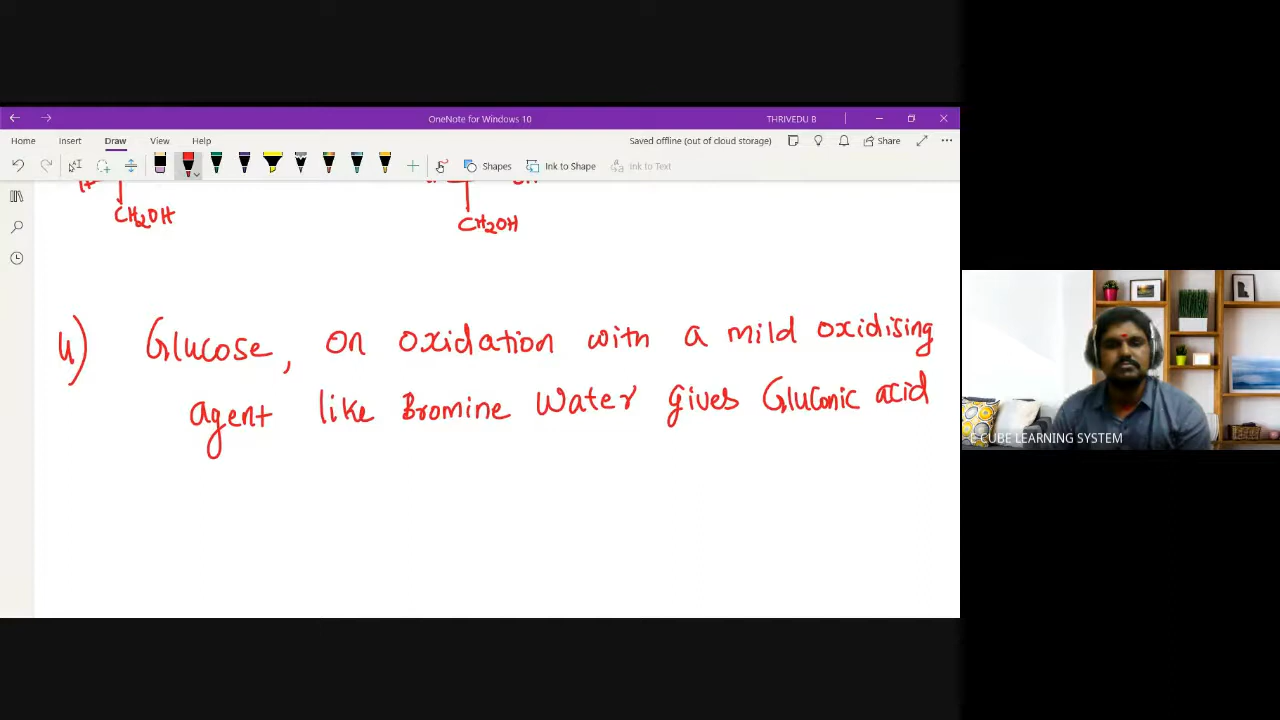 OneNote for Windows 10
THRIVEDU B
Home Insert Draw View Help
Saved offline (out of cloud storage)
Share
Shapes
Ink to Shape
Ink to Text
CH2OH
CH2OH
4) Glucose, on oxidation with a mild oxidising
agent like Bromine Water gives Gluconic acid
CUBE LEARNING SYSTEM